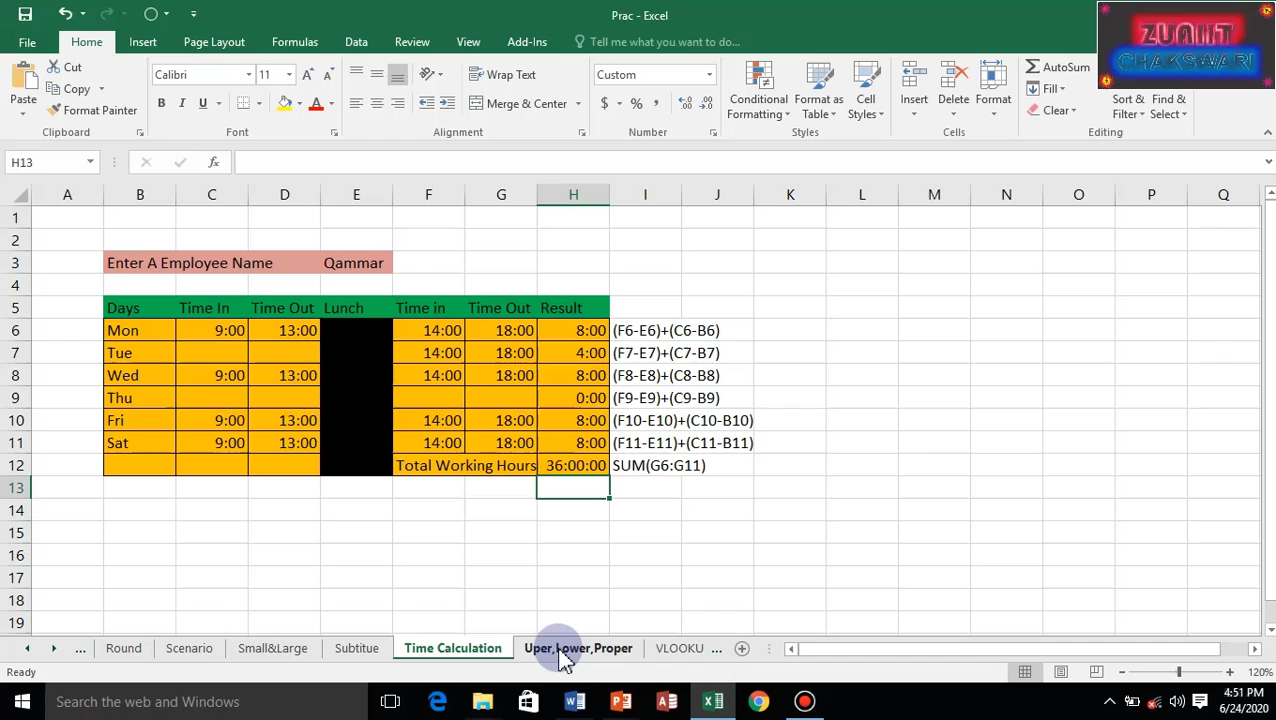 Prac - Excel
ZUAIIT
CHAKSWARI
File Home Insert Page Layout Formulas Data Review View Add-Ins Tell me what you want to do...
Paste Cut Copy Format Painter
Calibri 11 A A
B I U A
Wrap Text
Merge & Center
Custom
$ % ,
Conditional Formatting Format as Table Cell Styles
Insert Delete Format
AutoSum Fill Clear
Sort & Filter Find & Select
Clipboard Font Alignment Number Styles Cells Editing
H13 fx
A B C D E F G H I J K L M N O P Q
1
2
3 Enter A Employee Name Qammar
4
5 Days Time In Time Out Lunch Time in Time Out Result
6 Mon 9:00 13:00 14:00 18:00 8:00 (F6-E6)+(C6-B6)
7 Tue 14:00 18:00 4:00 (F7-E7)+(C7-B7)
8 Wed 9:00 13:00 14:00 18:00 8:00 (F8-E8)+(C8-B8)
9 Thu 0:00 (F9-E9)+(C9-B9)
10 Fri 9:00 13:00 14:00 18:00 8:00 (F10-E10)+(C10-B10)
11 Sat 9:00 13:00 14:00 18:00 8:00 (F11-E11)+(C11-B11)
12 Total Working Hours 36:00:00 SUM(G6:G11)
13
14
15
16
17
18
19
... Round Scenario Small&Large Subtitue Time Calculation Uper,Lower,Proper VLOOKU ...
Ready 120%
Search Windows
4:51 PM
6/24/2020